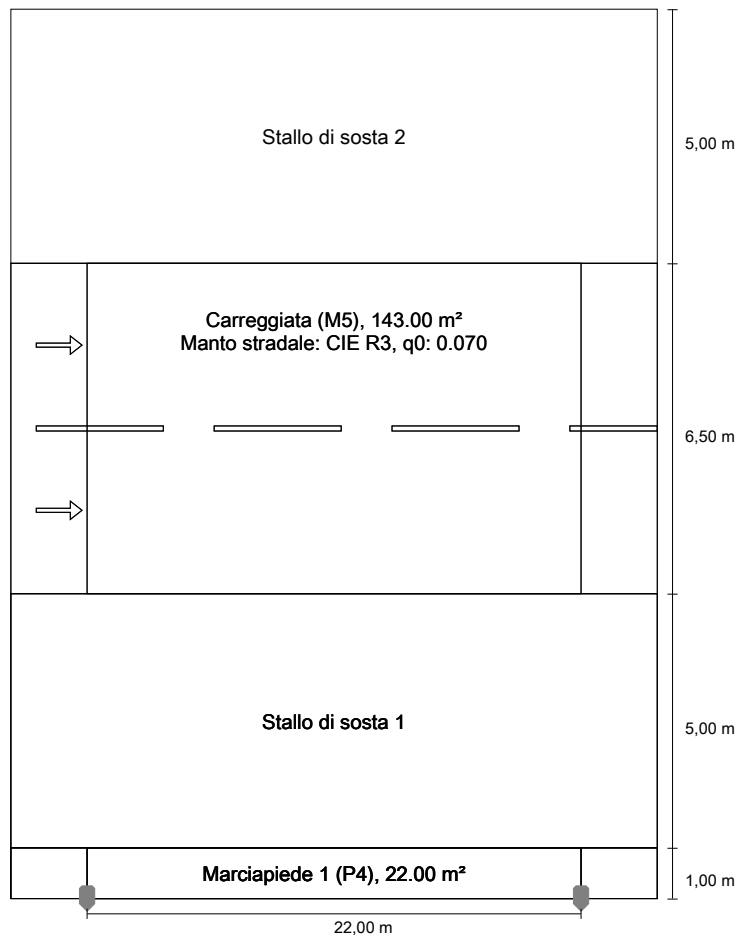 Stallo di sosta 2
5,00 m
Carreggiata (M5), 143.00 m²
Manto stradale: CIE R3, q0: 0.070
6,50 m
Stallo di sosta 1
5,00 m
Marciapiede 1 (P4), 22.00 m²
1,00 m
22,00 m